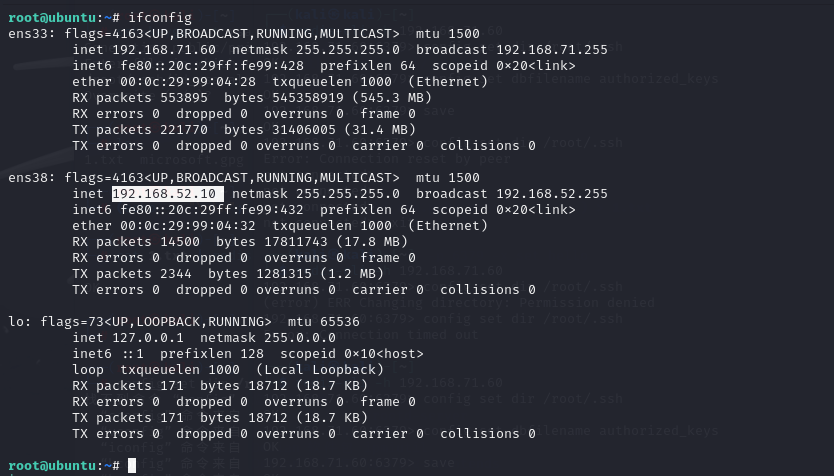 root@ubuntu:~# ifconfig
ens33: flags=4163<UP,BROADCAST,RUNNING,MULTICAST>  mtu 1500
        inet 192.168.71.60  netmask 255.255.255.0  broadcast 192.168.71.255
        inet6 fe80::20c:29ff:fe99:428  prefixlen 64  scopeid 0×20<link>
        ether 00:0c:29:99:04:28  txqueuelen 1000  (Ethernet)
        RX packets 553895  bytes 545358919 (545.3 MB)
        RX errors 0  dropped 0  overruns 0  frame 0
        TX packets 221770  bytes 31406005 (31.4 MB)
        TX errors 0  dropped 0 overruns 0  carrier 0  collisions 0

ens38: flags=4163<UP,BROADCAST,RUNNING,MULTICAST>  mtu 1500
        inet 192.168.52.10  netmask 255.255.255.0  broadcast 192.168.52.255
        inet6 fe80::20c:29ff:fe99:432  prefixlen 64  scopeid 0×20<link>
        ether 00:0c:29:99:04:32  txqueuelen 1000  (Ethernet)
        RX packets 14500  bytes 17811743 (17.8 MB)
        RX errors 0  dropped 0  overruns 0  frame 0
        TX packets 2344  bytes 1281315 (1.2 MB)
        TX errors 0  dropped 0 overruns 0  carrier 0  collisions 0

lo: flags=73<UP,LOOPBACK,RUNNING>  mtu 65536
        inet 127.0.0.1  netmask 255.0.0.0
        inet6 ::1  prefixlen 128  scopeid 0×10<host>
        loop  txqueuelen 1000  (Local Loopback)
        RX packets 171  bytes 18712 (18.7 KB)
        RX errors 0  dropped 0  overruns 0  frame 0
        TX packets 171  bytes 18712 (18.7 KB)
        TX errors 0  dropped 0 overruns 0  carrier 0  collisions 0

root@ubuntu:~#